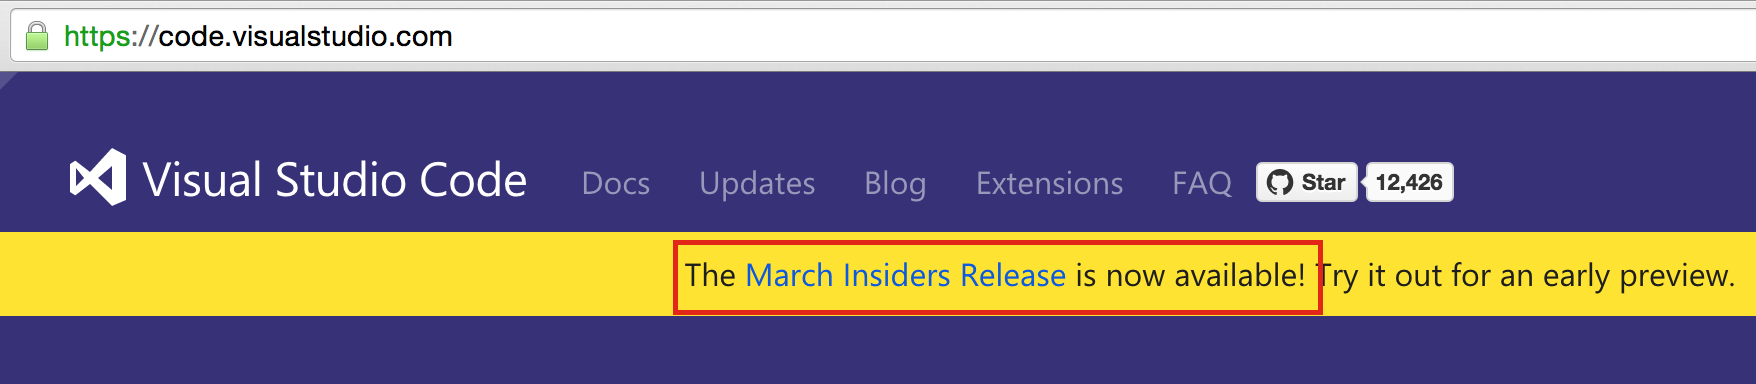 https://code.visualstudio.com
Visual Studio Code Docs Updates Blog Extensions FAQ Star 12,426
The March Insiders Release is now available! Try it out for an early preview.